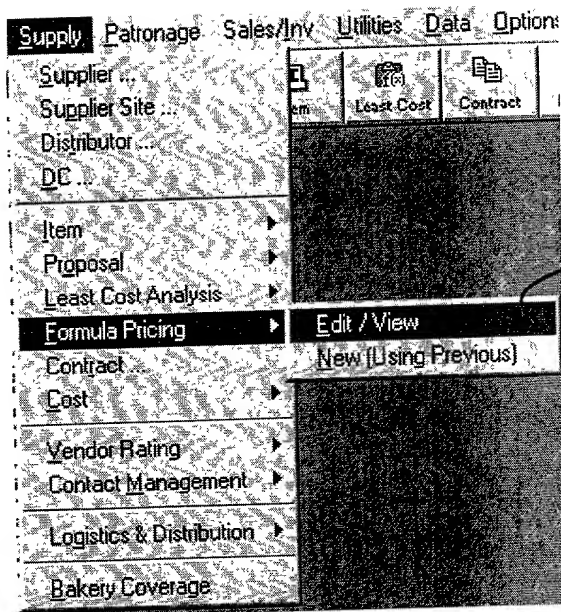 Supply Patronage Sales/Inv Utilities Data Options
Supplier ...
Supplier Site ...
Distributor ...
DC ...
Least Cost
Contract
Item
Proposal
Least Cost Analysis
Formula Pricing
Edit / View
New (Using Previous)
Contract ...
Cost
Vendor Rating
Contact Management
Logistics & Distribution
Bakery Coverage